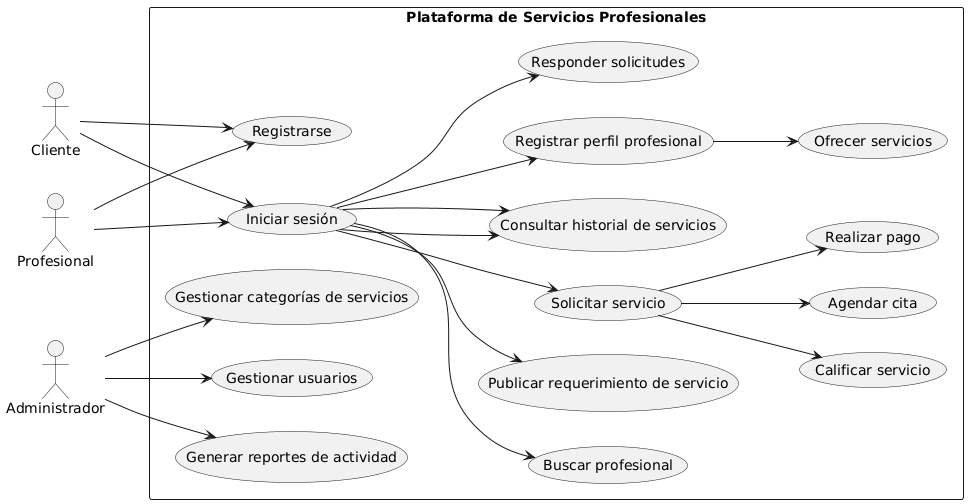 Plataforma de Servicios Profesionales
Responder solicitudes
Registrarse
Registrar perfil profesional
Ofrecer servicios
Cliente
Iniciar sesión
Consultar historial de servicios
Realizar pago
Profesional
Gestionar categorías de servicios
Solicitar servicio
Agendar cita
Gestionar usuarios
Publicar requerimiento de servicio
Calificar servicio
Administrador
Generar reportes de actividad
Buscar profesional